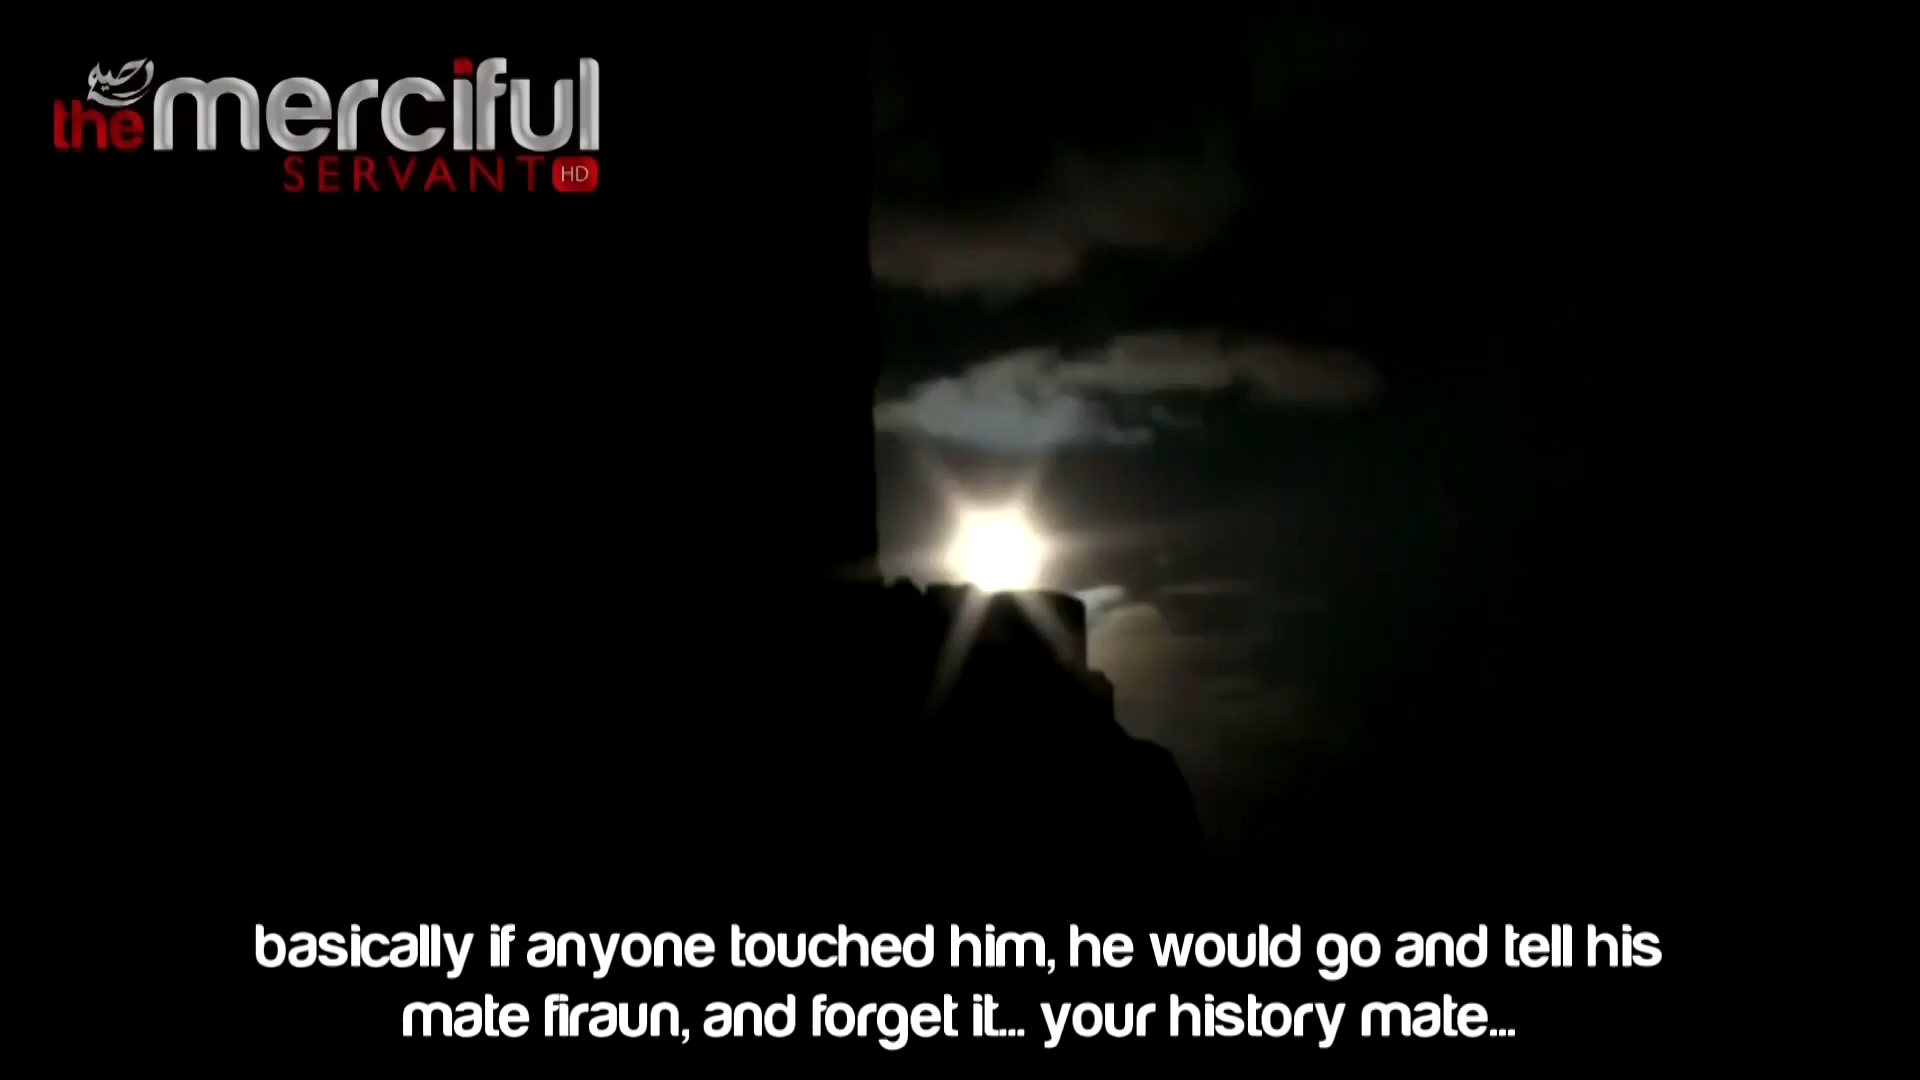 the merciful
SERVANT HD
basically if anyone touched him, he would go and tell his
mate firaun, and forget it... your history mate...